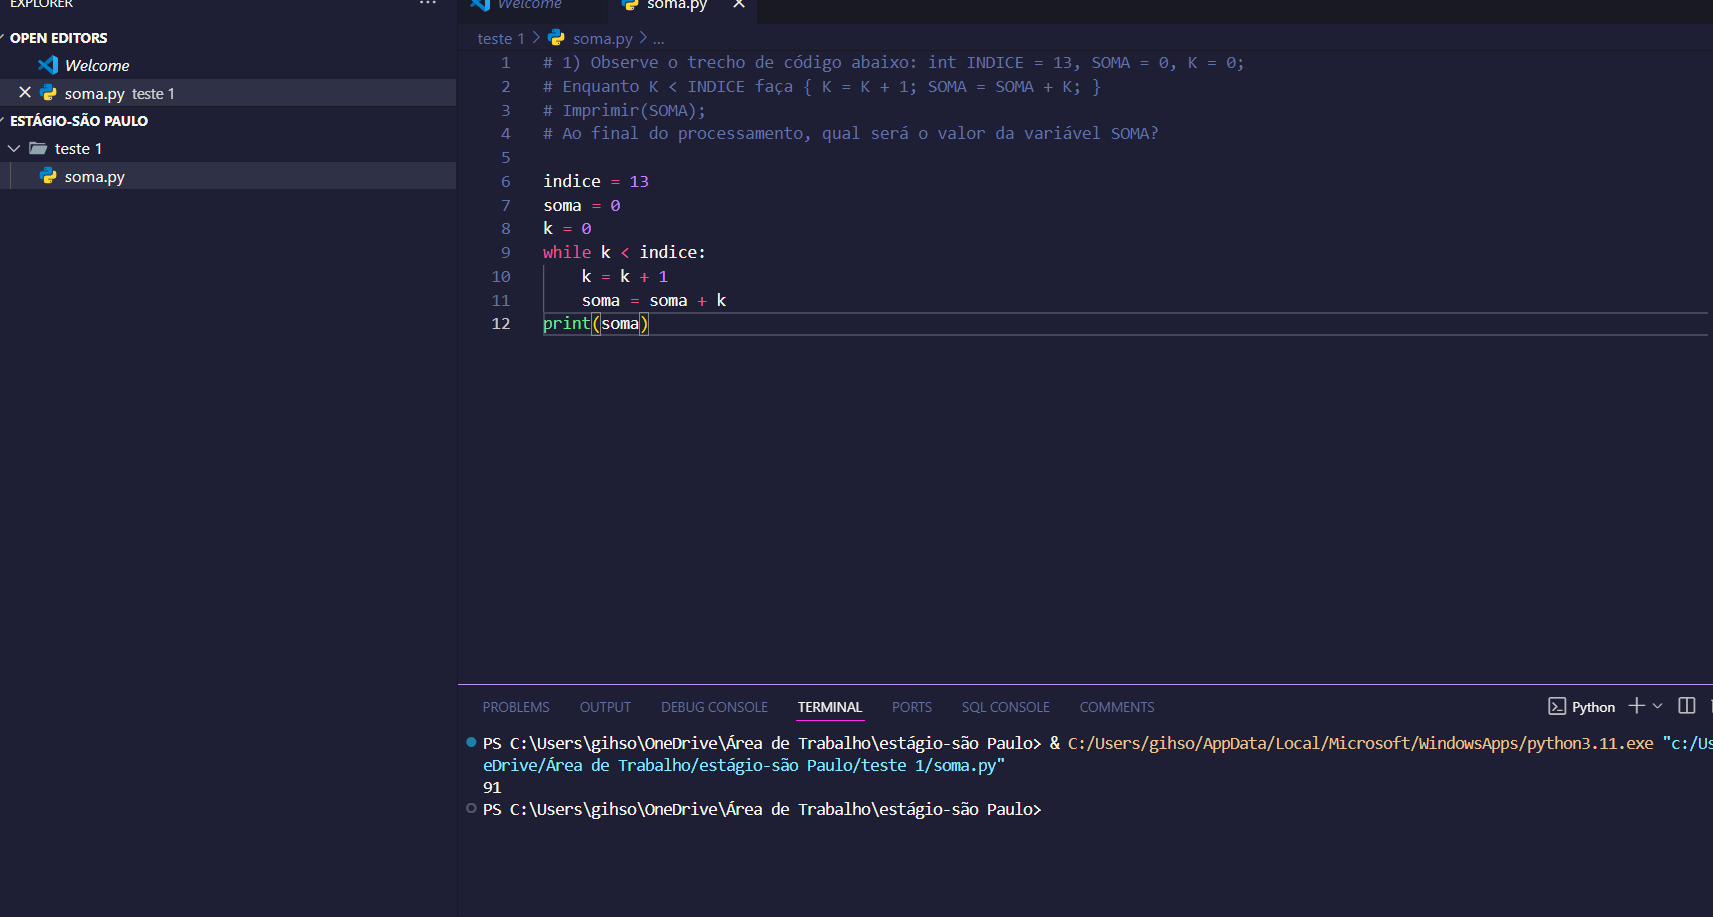 EXPLORER
OPEN EDITORS
Welcome
soma.py teste 1
ESTÁGIO-SÃO PAULO
teste 1
soma.py
Welcome
soma.py
teste 1 > soma.py > ...
1 # 1) Observe o trecho de código abaixo: int INDICE = 13, SOMA = 0, K = 0;
2 # Enquanto K < INDICE faça { K = K + 1; SOMA = SOMA + K; }
3 # Imprimir(SOMA);
4 # Ao final do processamento, qual será o valor da variável SOMA?
5
6 indice = 13
7 soma = 0
8 k = 0
9 while k < indice:
10 k = k + 1
11 soma = soma + k
12 print(soma)
PROBLEMS OUTPUT DEBUG CONSOLE TERMINAL PORTS SQL CONSOLE COMMENTS
Python
PS C:\Users\gihso\OneDrive\Área de Trabalho\estágio-são Paulo> & C:/Users/gihso/AppData/Local/Microsoft/WindowsApps/python3.11.exe "c:/Us
eDrive/Área de Trabalho/estágio-são Paulo/teste 1/soma.py"
91
PS C:\Users\gihso\OneDrive\Área de Trabalho\estágio-são Paulo>